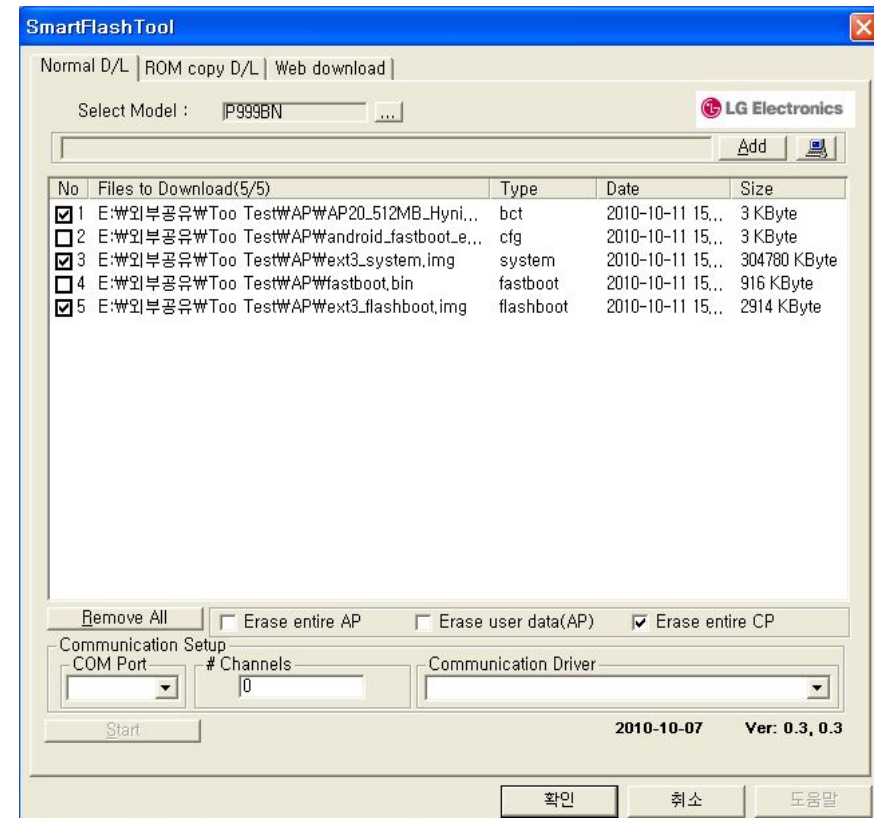 SmartFlashTool
Normal D/L ROM copy D/L Web download
Select Model : P999BN ... LG Electronics
Add
No Files to Download(5/5) Type Date Size
1 E:₩외부공유₩Too Test₩AP₩AP20_512MB_Hyni... bct 2010-10-11 15... 3 KByte
2 E:₩외부공유₩Too Test₩AP₩android_fastboot_e... cfg 2010-10-11 15... 3 KByte
3 E:₩외부공유₩Too Test₩AP₩ext3_system.img system 2010-10-11 15... 304780 KByte
4 E:₩외부공유₩Too Test₩AP₩fastboot.bin fastboot 2010-10-11 15... 916 KByte
5 E:₩외부공유₩Too Test₩AP₩ext3_flashboot.img flashboot 2010-10-11 15... 2914 KByte
Remove All Erase entire AP Erase user data(AP) Erase entire CP
Communication Setup
COM Port # Channels Communication Driver
0
Start 2010-10-07 Ver: 0.3, 0.3
확인 취소 도움말